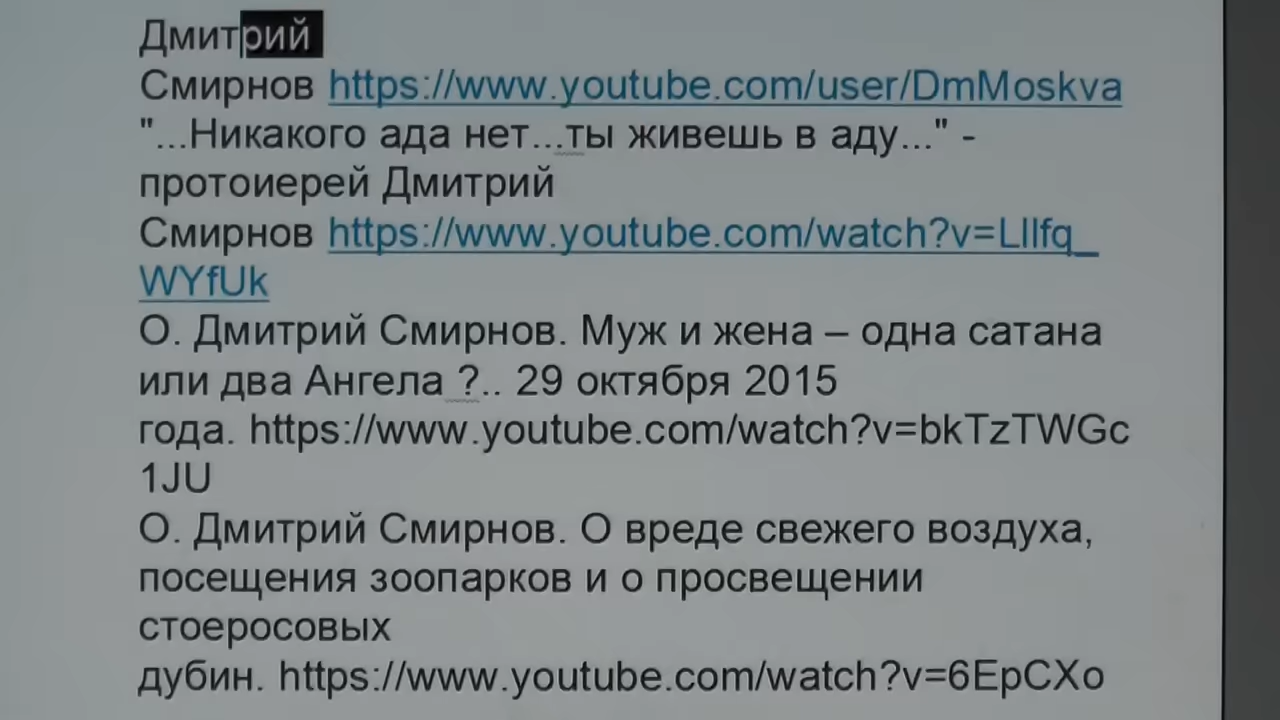 Дмитрий
Смирнов https://www.youtube.com/user/DmMoskva
"...Никакого ада нет...ты живешь в аду..." -
протоиерей Дмитрий
Смирнов https://www.youtube.com/watch?v=LIlfq_
WYfUk
О. Дмитрий Смирнов. Муж и жена – одна сатана
или два Ангела ?.. 29 октября 2015
года. https://www.youtube.com/watch?v=bkTzTWGc
1JU
О. Дмитрий Смирнов. О вреде свежего воздуха,
посещения зоопарков и о просвещении
стоеросовых
дубин. https://www.youtube.com/watch?v=6EpCXo